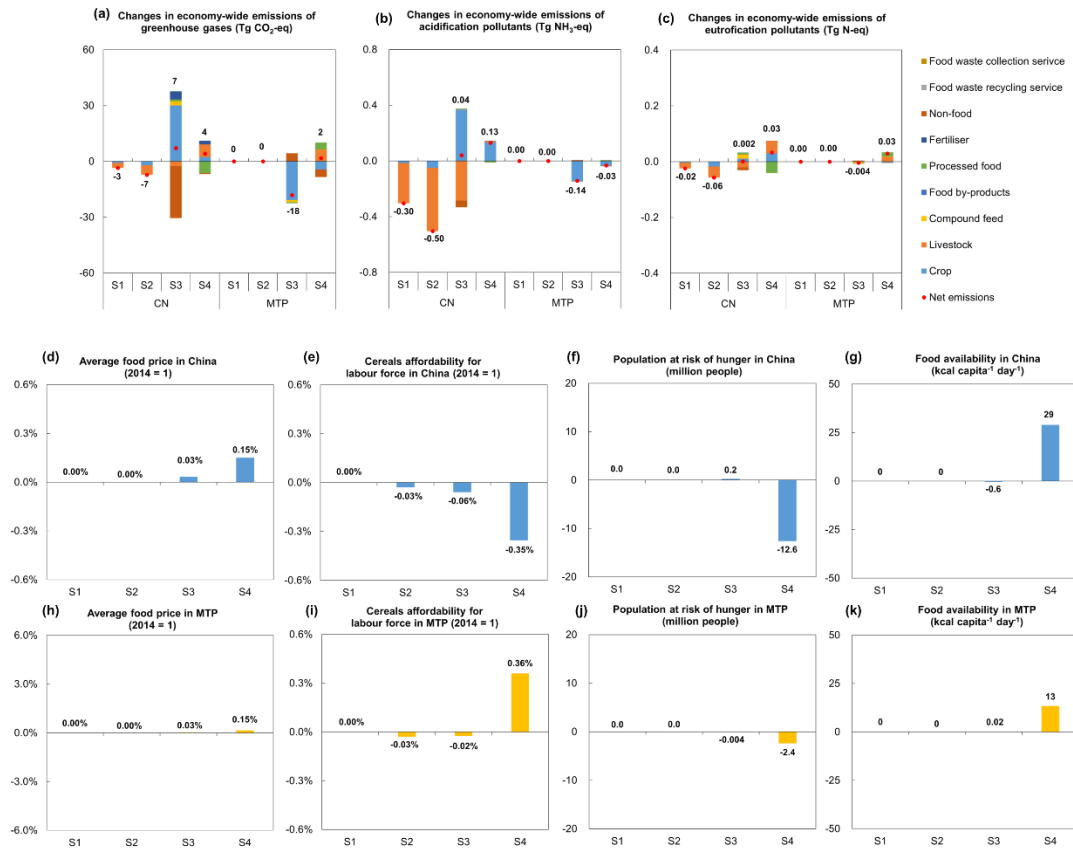 (a) Changes in economy-wide emissions of
greenhouse gases (Tg CO₂-eq)
60
30
0
-30
-60
-3
-7
7
4
0
0
-18
2
S1 S2 S3 S4 S1 S2 S3 S4
CN MTP
(b) Changes in economy-wide emissions of
acidification pollutants (Tg NH₃-eq)
0.8
0.4
0.0
-0.4
-0.8
-0.30
-0.50
0.04
0.13
0.00
0.00
-0.14
-0.03
S1 S2 S3 S4 S1 S2 S3 S4
CN MTP
(c) Changes in economy-wide emissions of
eutrofication pollutants (Tg N-eq)
0.4
0.2
0.0
-0.2
-0.4
-0.02
-0.06
0.002
0.03
0.00
0.00
-0.004
0.03
S1 S2 S3 S4 S1 S2 S3 S4
CN MTP
Food waste collection serivce
Food waste recycling service
Non-food
Fertiliser
Processed food
Food by-products
Compound feed
Livestock
Crop
Net emissions
(d) Average food price in China
(2014 = 1)
0.6%
0.3%
0.0%
-0.3%
-0.6%
0.00%
0.00%
0.03%
0.15%
S1 S2 S3 S4
(e) Cereals affordability for
labour force in China (2014 = 1)
0.6%
0.3%
0.0%
-0.3%
-0.6%
0.00%
-0.03%
-0.06%
-0.35%
S1 S2 S3 S4
(f) Population at risk of hunger in China
(million people)
20
10
0
-10
-20
0.0
0.0
0.2
-12.6
S1 S2 S3 S4
(g) Food availability in China
(kcal capita⁻¹ day⁻¹)
50
25
0
-25
-50
0
0
-0.6
29
S1 S2 S3 S4
(h) Average food price in MTP
(2014 = 1)
6.0%
3.0%
0.0%
-3.0%
-6.0%
0.00%
0.00%
0.03%
0.15%
S1 S2 S3 S4
(i) Cereals affordability for
labour force in MTP (2014 = 1)
0.6%
0.3%
0.0%
-0.3%
-0.6%
0.00%
-0.03%
-0.02%
0.36%
S1 S2 S3 S4
(j) Population at risk of hunger in MTP
(million people)
20
10
0
-10
-20
0.0
0.0
-0.004
-2.4
S1 S2 S3 S4
(k) Food availability in MTP
(kcal capita⁻¹ day⁻¹)
50
25
0
-25
-50
0
0
0.02
13
S1 S2 S3 S4